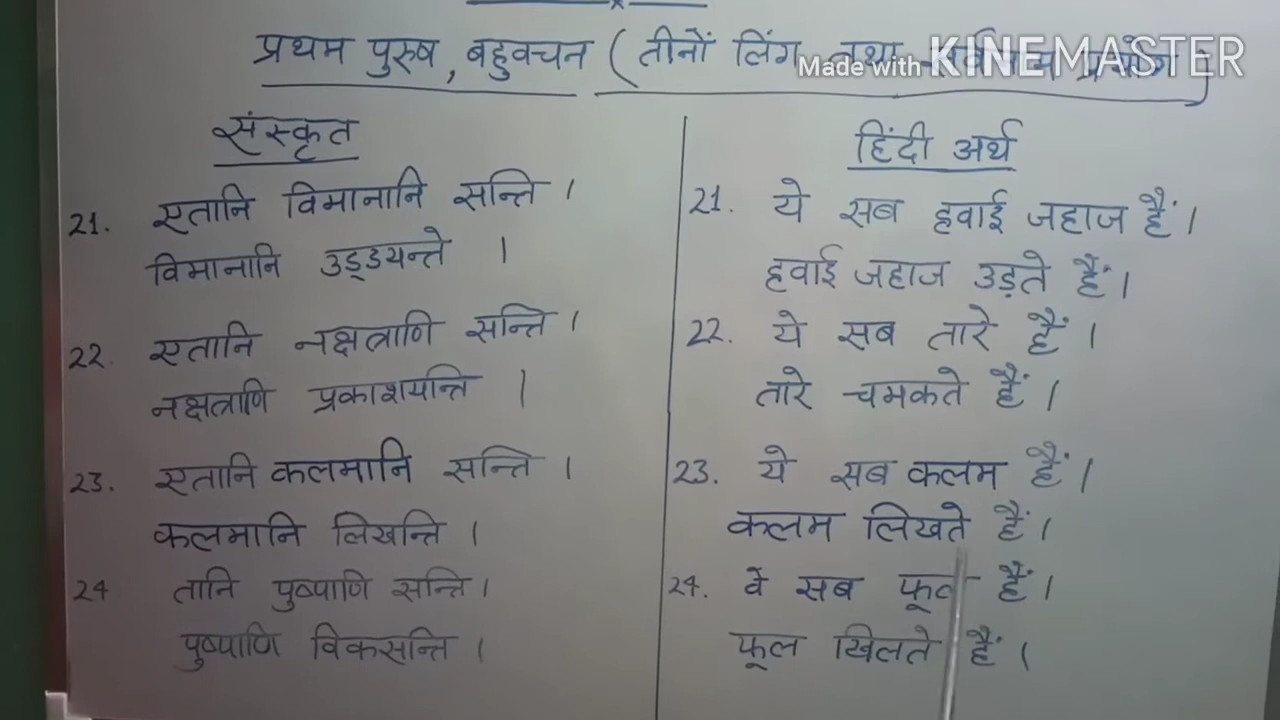 प्रथम पुरुष, बहुवचन (तीनों लिंग तथा
Made with KINEMASTER
संस्कृत
हिंदी अर्थ
21. एतानि विमानानि सन्ति ।
विमानानि उड्डयन्ते ।
22. एतानि नक्षत्राणि सन्ति ।
नक्षत्राणि प्रकाशयन्ति ।
23. एतानि कलमानि सन्ति ।
कलमानि लिखन्ति ।
24 तानि पुष्पाणि सन्ति ।
पुष्पाणि विकसन्ति ।
21. ये सब हवाई जहाज हैं ।
हवाई जहाज उड़ते हैं ।
22. ये सब तारे हैं ।
तारे चमकते हैं ।
23. ये सब कलम हैं ।
कलम लिखते हैं ।
24. वे सब फूल हैं ।
फूल खिलते हैं ।